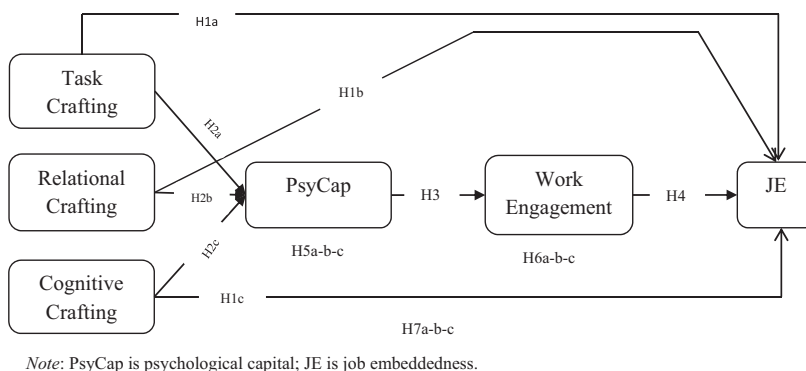 H1a
Task
Crafting
H1b
H2a
Relational
Crafting
H2b
PsyCap
H3
Work
Engagement
H4
JE
H2c
H5a-b-c
H6a-b-c
Cognitive
Crafting
H1c
H7a-b-c
Note: PsyCap is psychological capital; JE is job embeddedness.